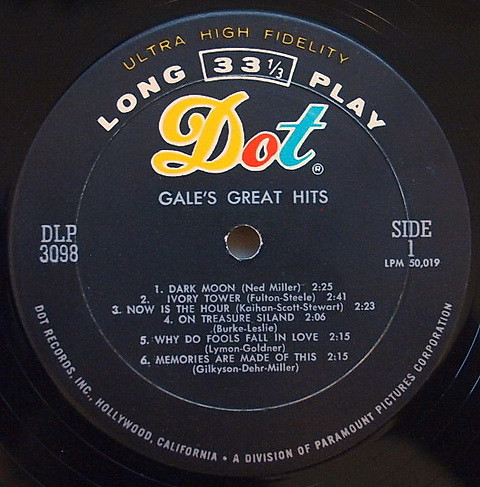 ULTRA HIGH FIDELITY
LONG 33 1/3 PLAY
Dot®
GALE'S GREAT HITS
DLP
3098
SIDE
1
LPM 50,019
1. DARK MOON (Ned Miller) 2:25
2. IVORY TOWER (Fulton-Steele) 2:41
3. NOW IS THE HOUR (Kaihan-Scott-Stewart) 2:23
4. ON TREASURE SILAND 2:06
(Burke-Leslie)
5. WHY DO FOOLS FALL IN LOVE 2:15
(Lymon-Goldner)
6. MEMORIES ARE MADE OF THIS 2:15
(Gilkyson-Dehr-Miller)
DOT RECORDS, INC., HOLLYWOOD, CALIFORNIA • A DIVISION OF PARAMOUNT PICTURES CORPORATION